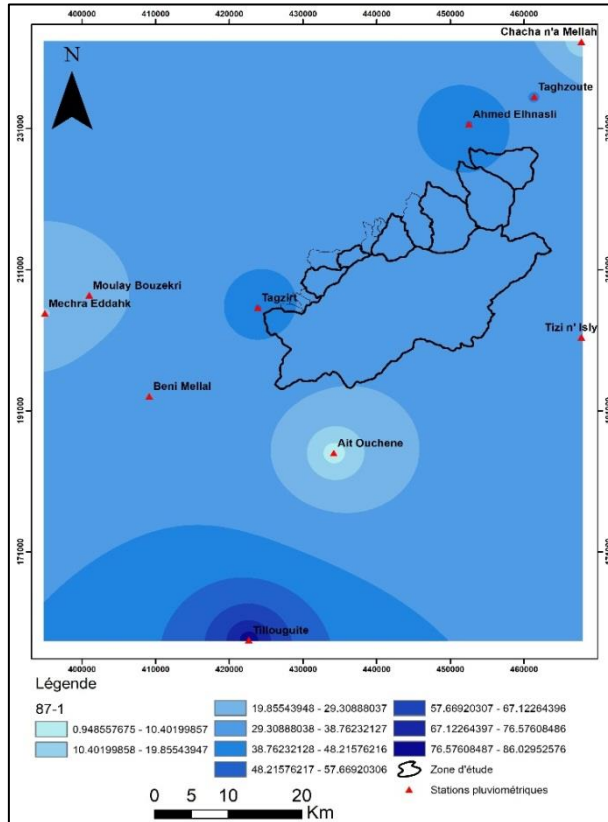 400000 410000 420000 430000 440000 450000 460000
Chacha n'a Mellah
N
Taghzoute
Ahmed Elhnasli
231000
211000
211000
Moulay Bouzekri
Mechra Eddahk
Tagzirt
Tizi n' Isly
Beni Mellal
191000
191000
Ait Ouchene
171000
171000
Tillouguite
400000 410000 420000 430000 440000 450000 460000
Légende
87-1
0.948557675 - 10.40199857
10.40199858 - 19.85543947
19.85543948 - 29.30888037
29.30888038 - 38.76232127
38.76232128 - 48.21576216
48.21576217 - 57.66920306
57.66920307 - 67.12264396
67.12264397 - 76.57608486
76.57608487 - 86.02952576
Zone d'étude
Stations pluviométriques
0 5 10 20
Km